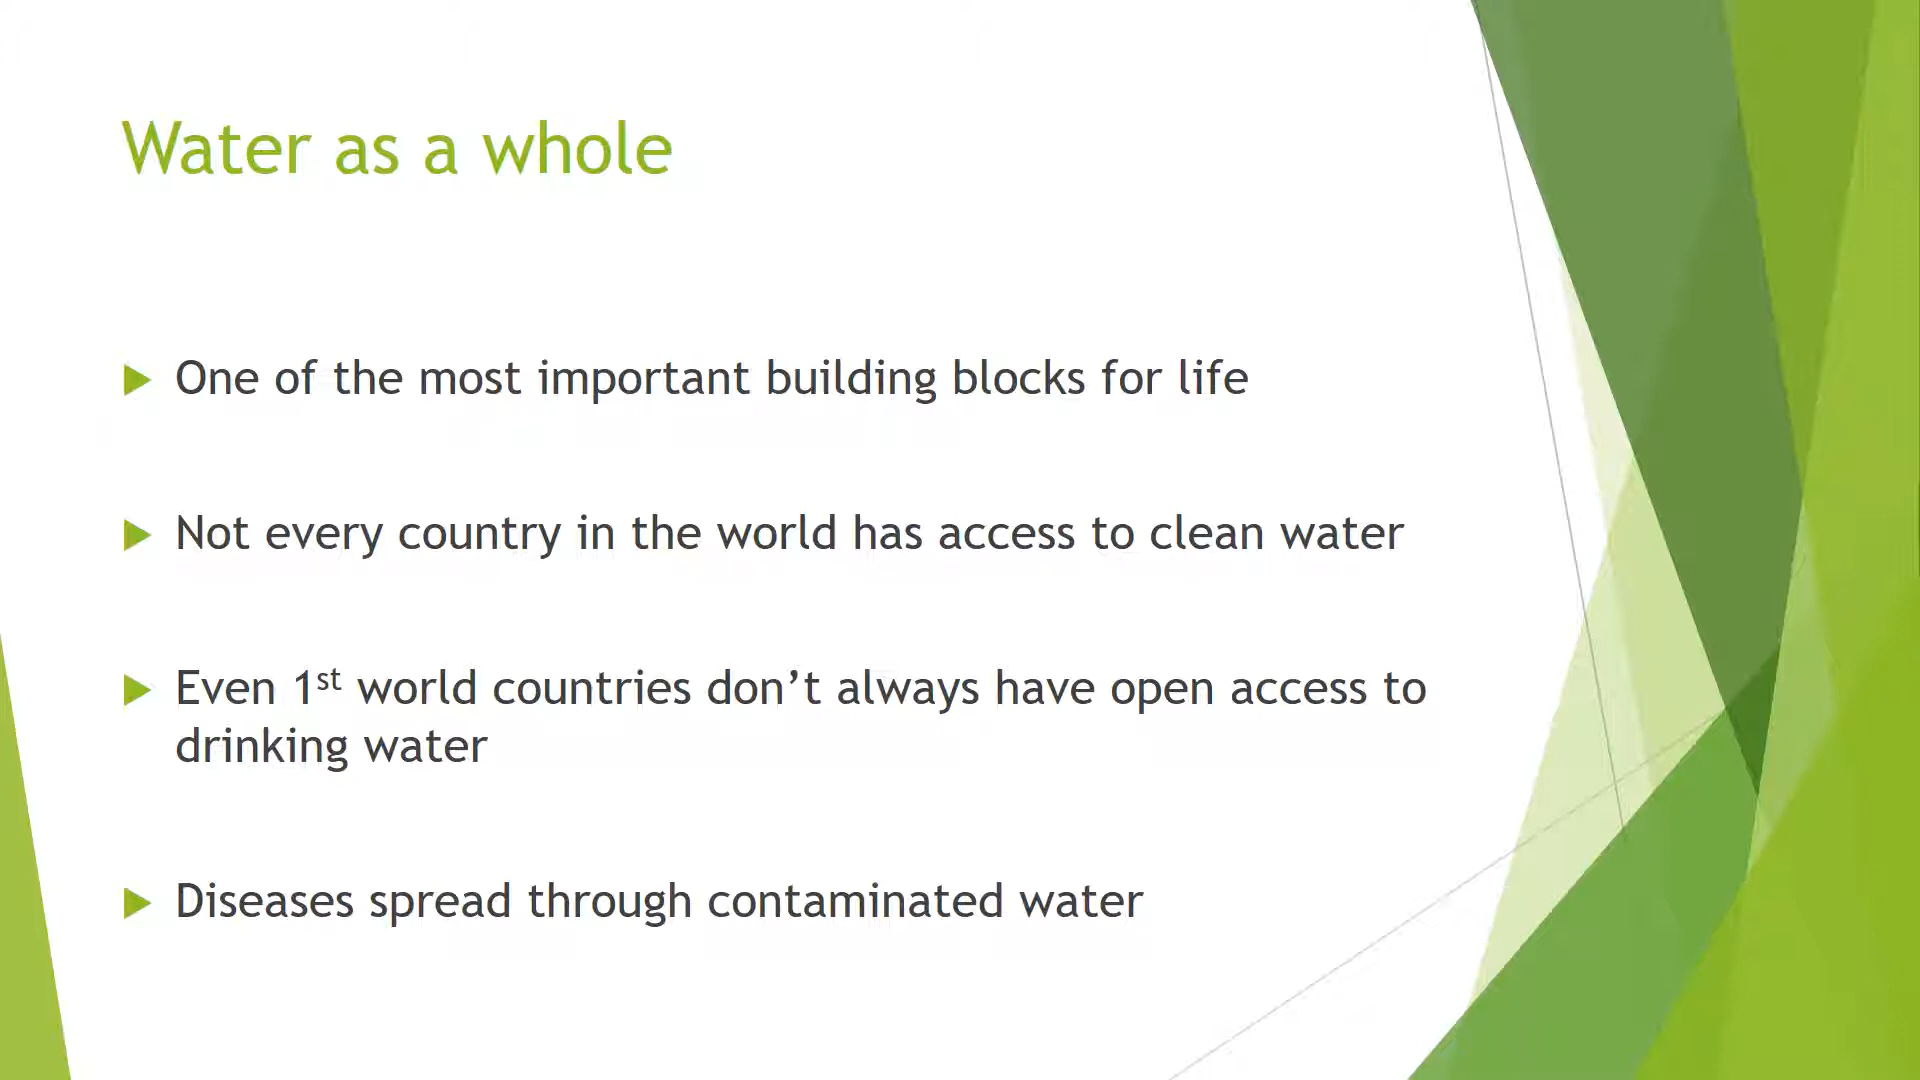 Water as a whole
One of the most important building blocks for life
Not every country in the world has access to clean water
Even 1st world countries don’t always have open access to
drinking water
Diseases spread through contaminated water